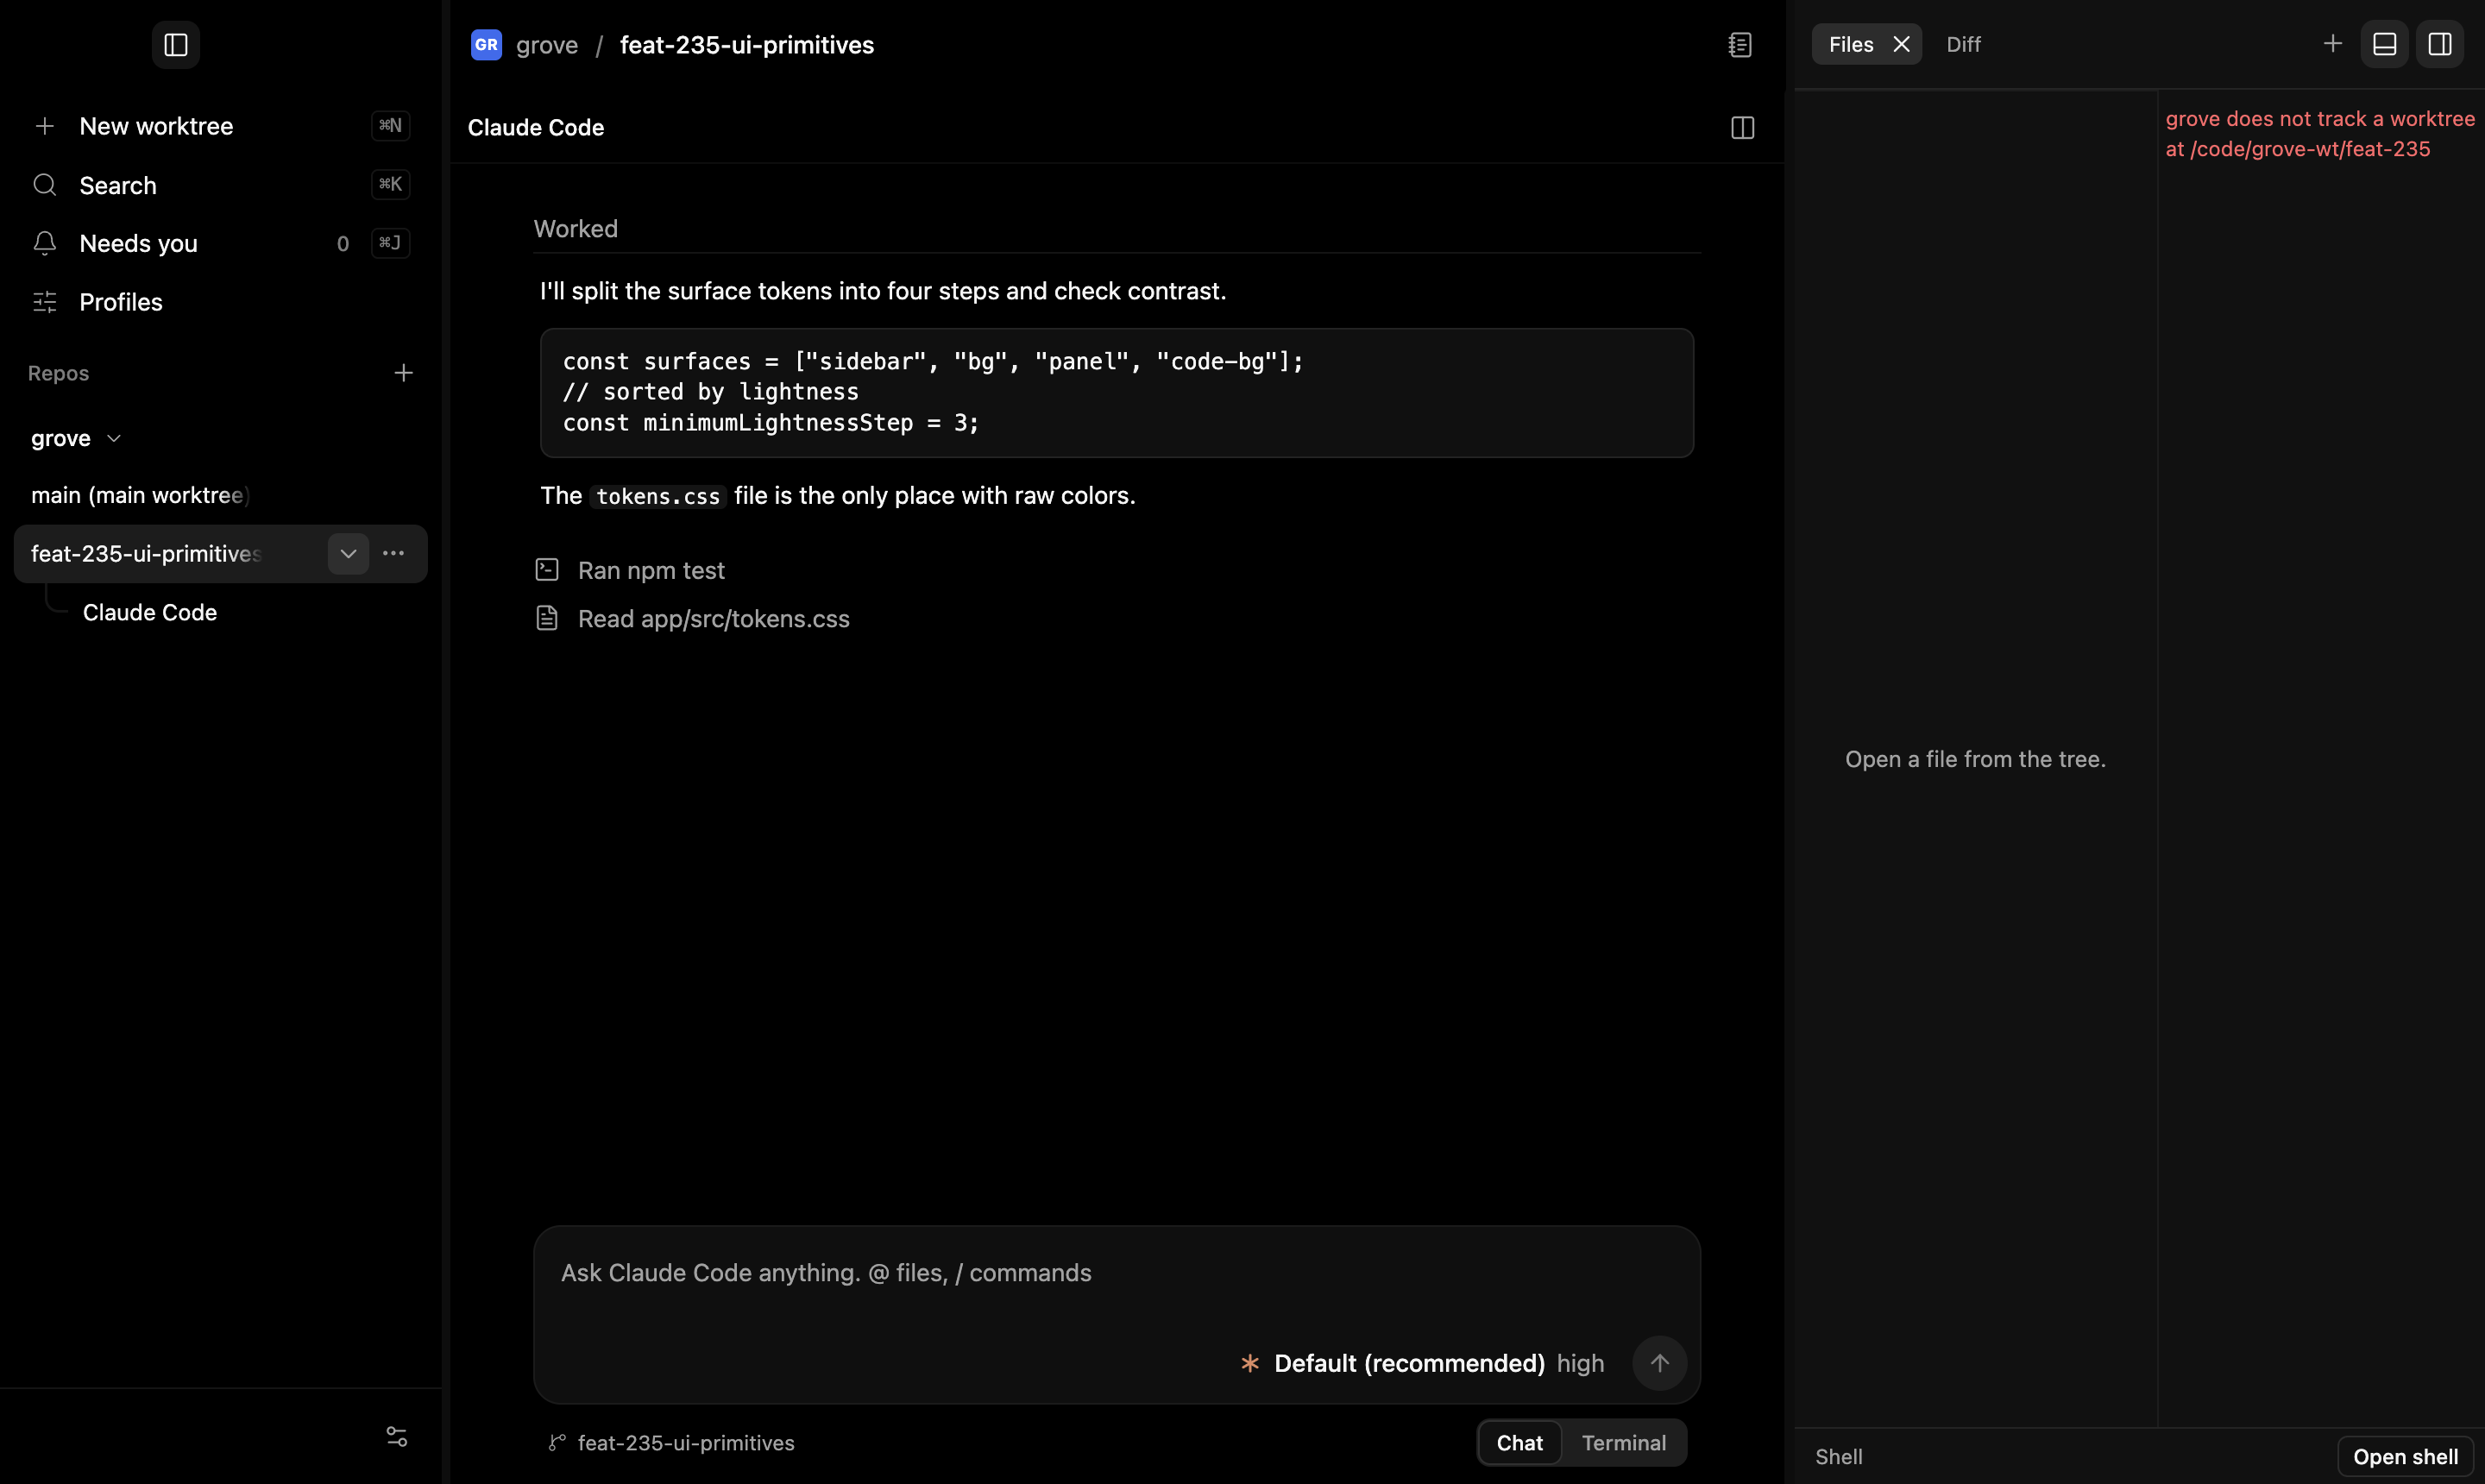 New worktree ⌘N
Search ⌘K
Needs you 0 ⌘J
Profiles
Repos
grove
main (main worktree)
feat-235-ui-primitives
Claude Code
GR grove / feat-235-ui-primitives
Claude Code
Worked
I'll split the surface tokens into four steps and check contrast.
const surfaces = ["sidebar", "bg", "panel", "code-bg"];
// sorted by lightness
const minimumLightnessStep = 3;
The tokens.css file is the only place with raw colors.
Ran npm test
Read app/src/tokens.css
Ask Claude Code anything. @ files, / commands
Default (recommended) high
feat-235-ui-primitives
Chat Terminal
Files Diff
Open a file from the tree.
grove does not track a worktree
at /code/grove-wt/feat-235
Shell Open shell